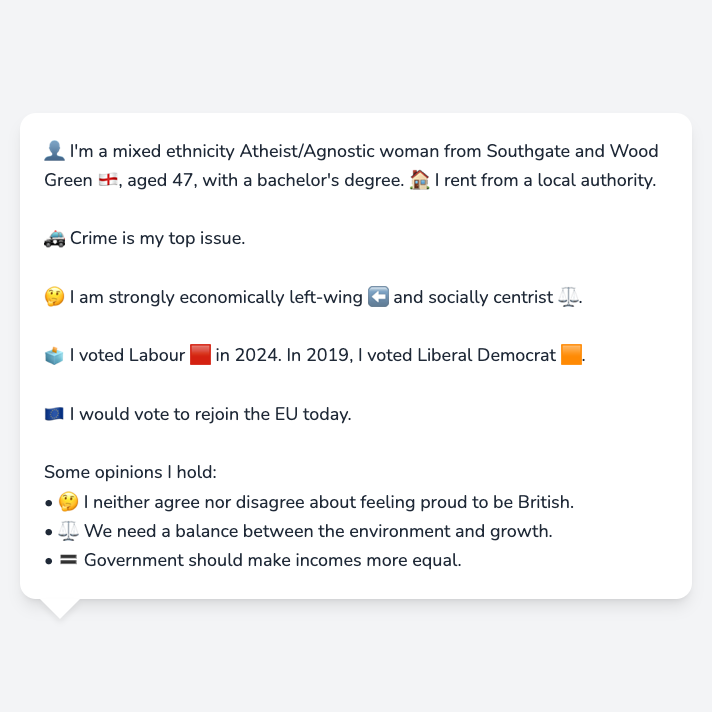 👤 I'm a mixed ethnicity Atheist/Agnostic woman from Southgate and Wood
Green 🏴󠁧󠁢󠁥󠁮󠁧󠁿, aged 47, with a bachelor's degree. 🏠 I rent from a local authority.
🚓 Crime is my top issue.
🤔 I am strongly economically left-wing ⬅️ and socially centrist ⚖️.
🗳️ I voted Labour 🟥 in 2024. In 2019, I voted Liberal Democrat 🟧.
🇪🇺 I would vote to rejoin the EU today.
Some opinions I hold:
• 🤔 I neither agree nor disagree about feeling proud to be British.
• ⚖️ We need a balance between the environment and growth.
• 🟰 Government should make incomes more equal.